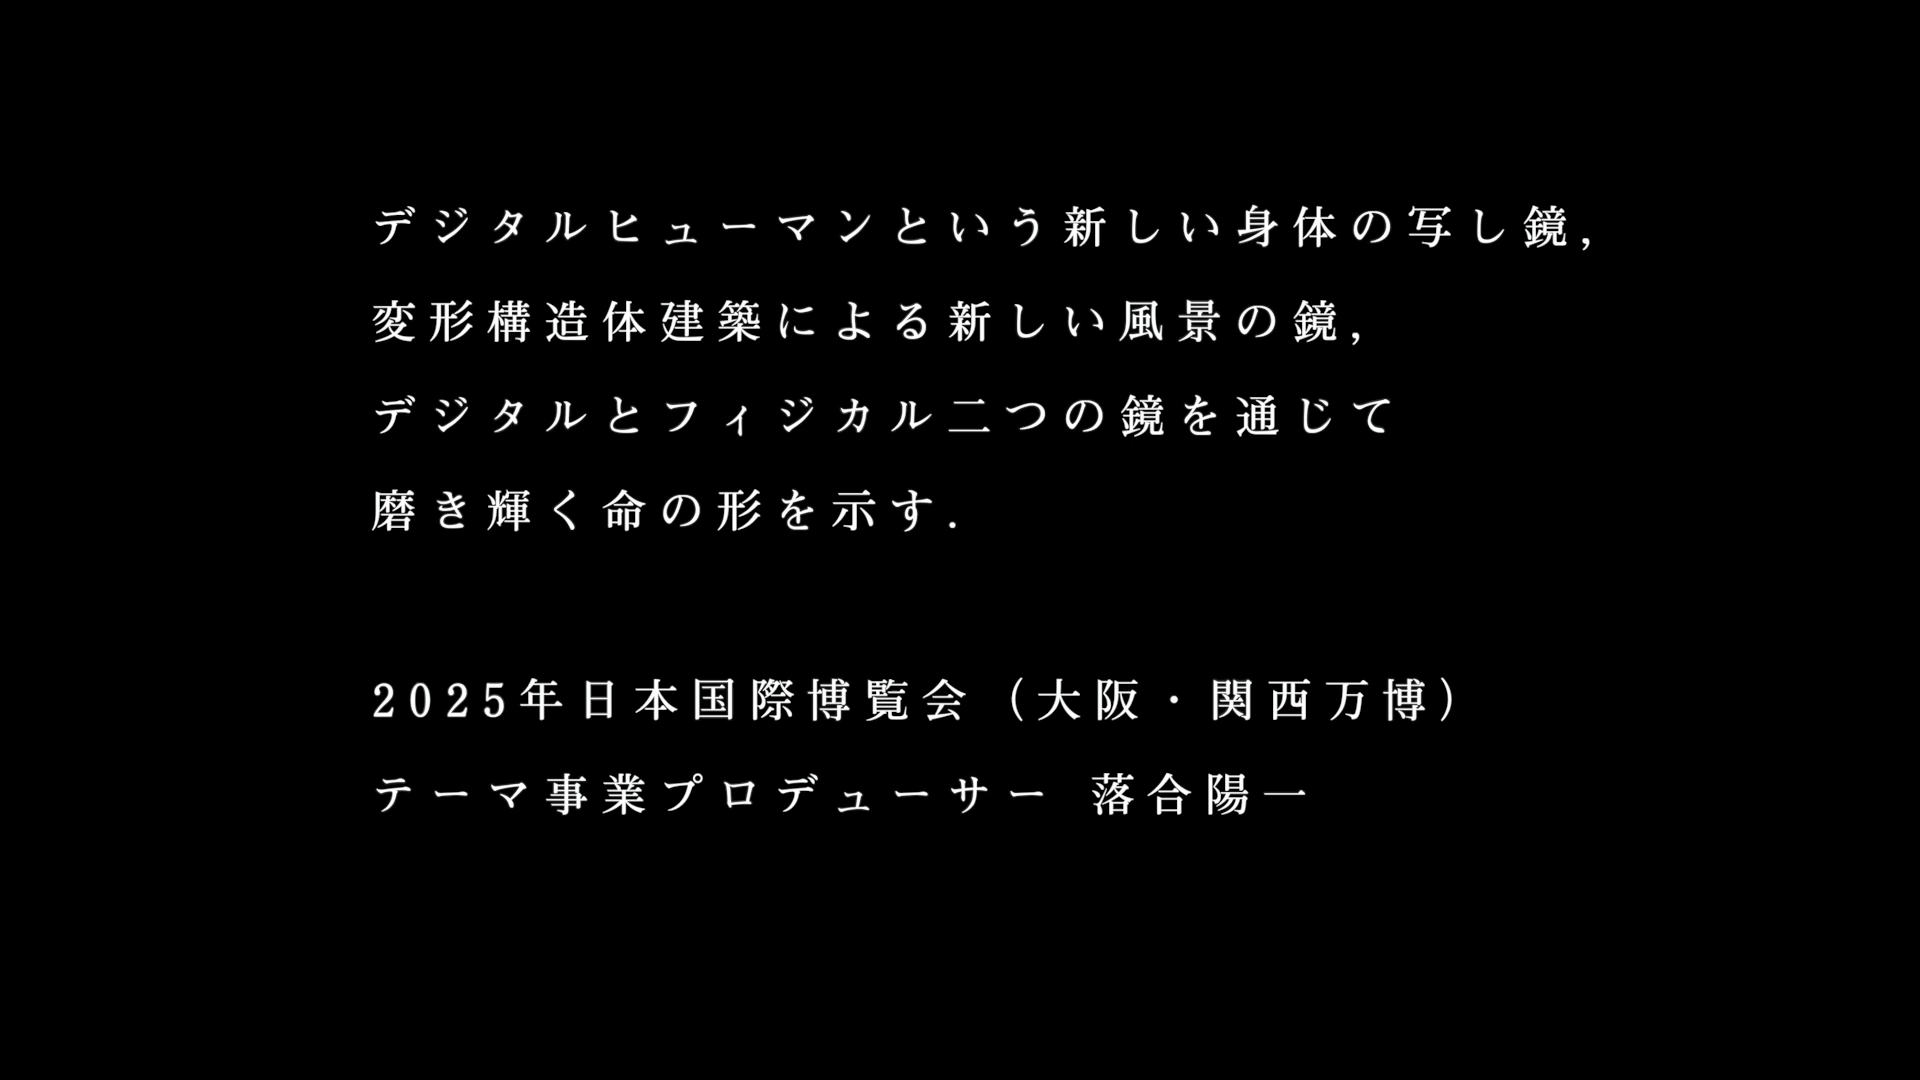 デジタルヒューマンという新しい身体の写し鏡,
変形構造体建築による新しい風景の鏡,
デジタルとフィジカル二つの鏡を通じて
磨き輝く命の形を示す.
2025年日本国際博覧会（大阪・関西万博）
テーマ事業プロデューサー 落合陽一